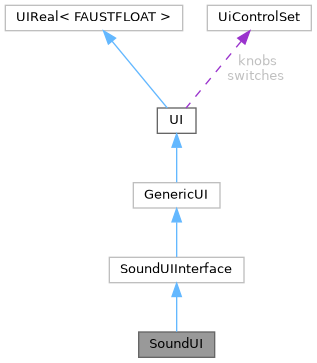 UIReal< FAUSTFLOAT >
UiControlSet
knobs
switches
UI
GenericUI
SoundUIInterface
SoundUI